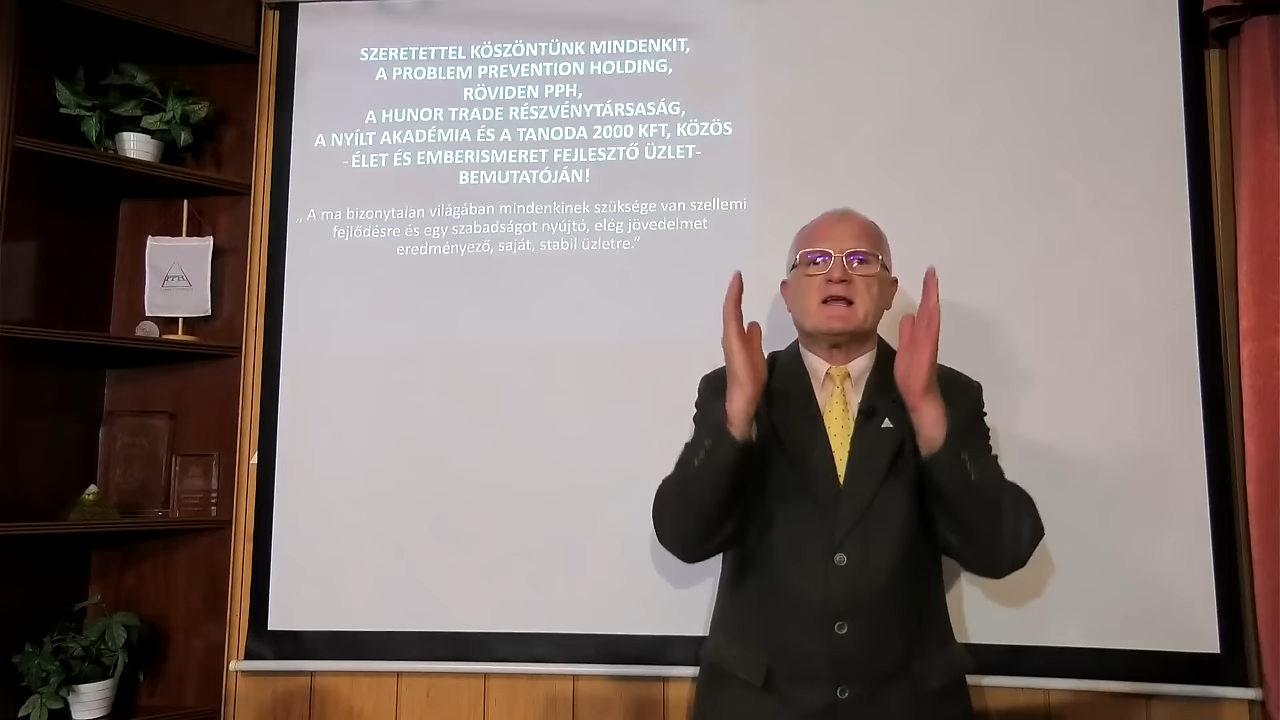 SZERETETTEL KÖSZÖNTÜNK MINDENKIT,
A PROBLEM PREVENTION HOLDING,
RÖVIDEN PPH,
A HUNOR TRADE RÉSZVÉNYTÁRSASÁG,
A NYÍLT AKADÉMIA ÉS A TANODA 2000 KFT, KÖZÖS
-ÉLET ÉS EMBERISMERET FEJLESZTŐ ÜZLET-
BEMUTATÓJÁN!
„ A ma bizonytalan világában mindenkinek szüksége van szellemi
fejlődésre és egy szabadságot nyújtó, elég jövedelmet
eredményező, saját, stabil üzletre.”